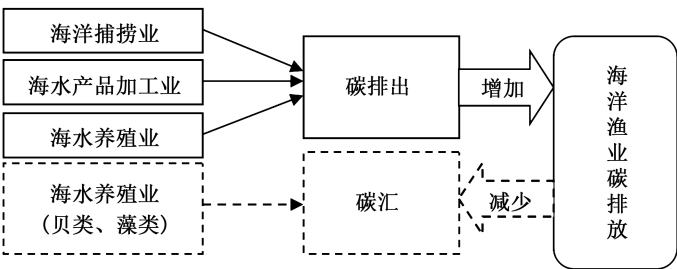 海洋捕捞业
海水产品加工业
海水养殖业
海水养殖业
（贝类、藻类）
碳排出
碳汇
增加
减少
海洋渔业碳排放